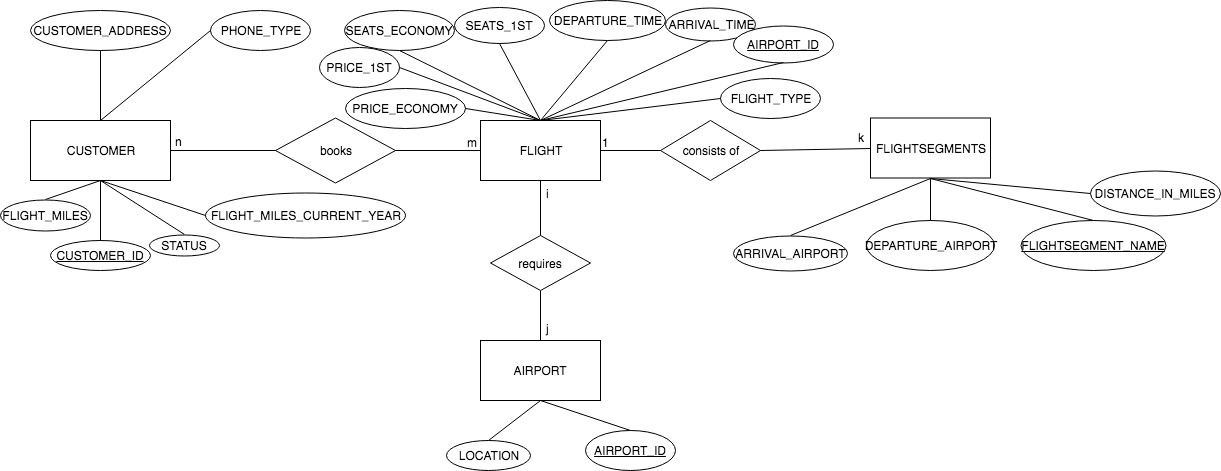 CUSTOMER_ADDRESS
PHONE_TYPE
SEATS_ECONOMY
SEATS_1ST
DEPARTURE_TIME
ARRIVAL_TIME
AIRPORT_ID
PRICE_1ST
PRICE_ECONOMY
FLIGHT_TYPE
CUSTOMER
n
books
m
FLIGHT
1
consists of
k
FLIGHTSEGMENTS
FLIGHT_MILES
CUSTOMER_ID
STATUS
FLIGHT_MILES_CURRENT_YEAR
i
requires
j
ARRIVAL_AIRPORT
DEPARTURE_AIRPORT
FLIGHTSEGMENT_NAME
DISTANCE_IN_MILES
AIRPORT
LOCATION
AIRPORT_ID